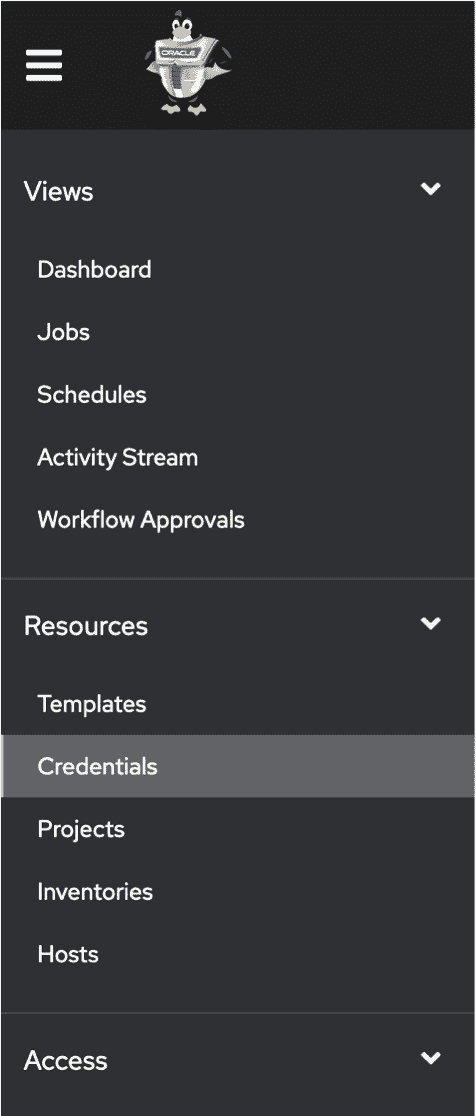 ORACLE
Views
Dashboard
Jobs
Schedules
Activity Stream
Workflow Approvals
Resources
Templates
Credentials
Projects
Inventories
Hosts
Access